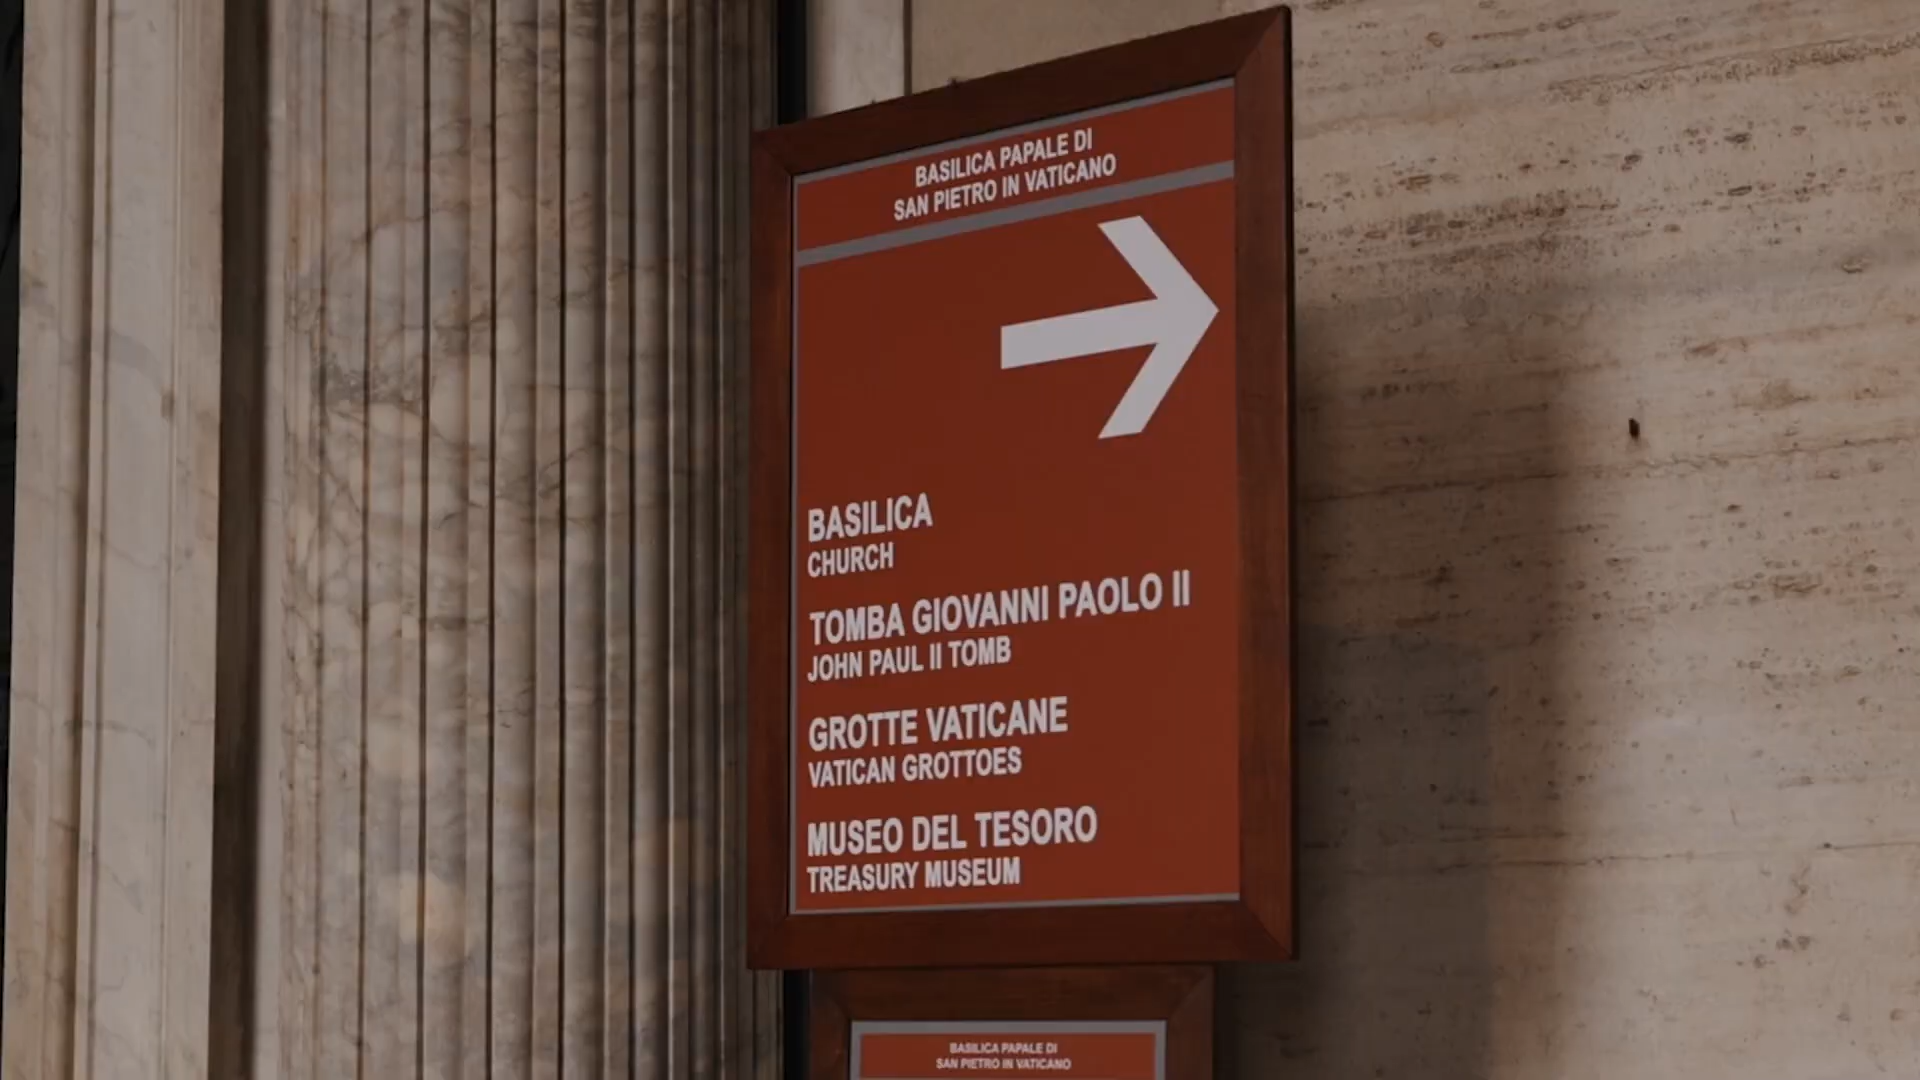 BASILICA PAPALE DI
SAN PIETRO IN VATICANO
BASILICA
CHURCH
TOMBA GIOVANNI PAOLO II
JOHN PAUL II TOMB
GROTTE VATICANE
VATICAN GROTTOES
MUSEO DEL TESORO
TREASURY MUSEUM
BASILICA PAPALE DI
SAN PIETRO IN VATICANO